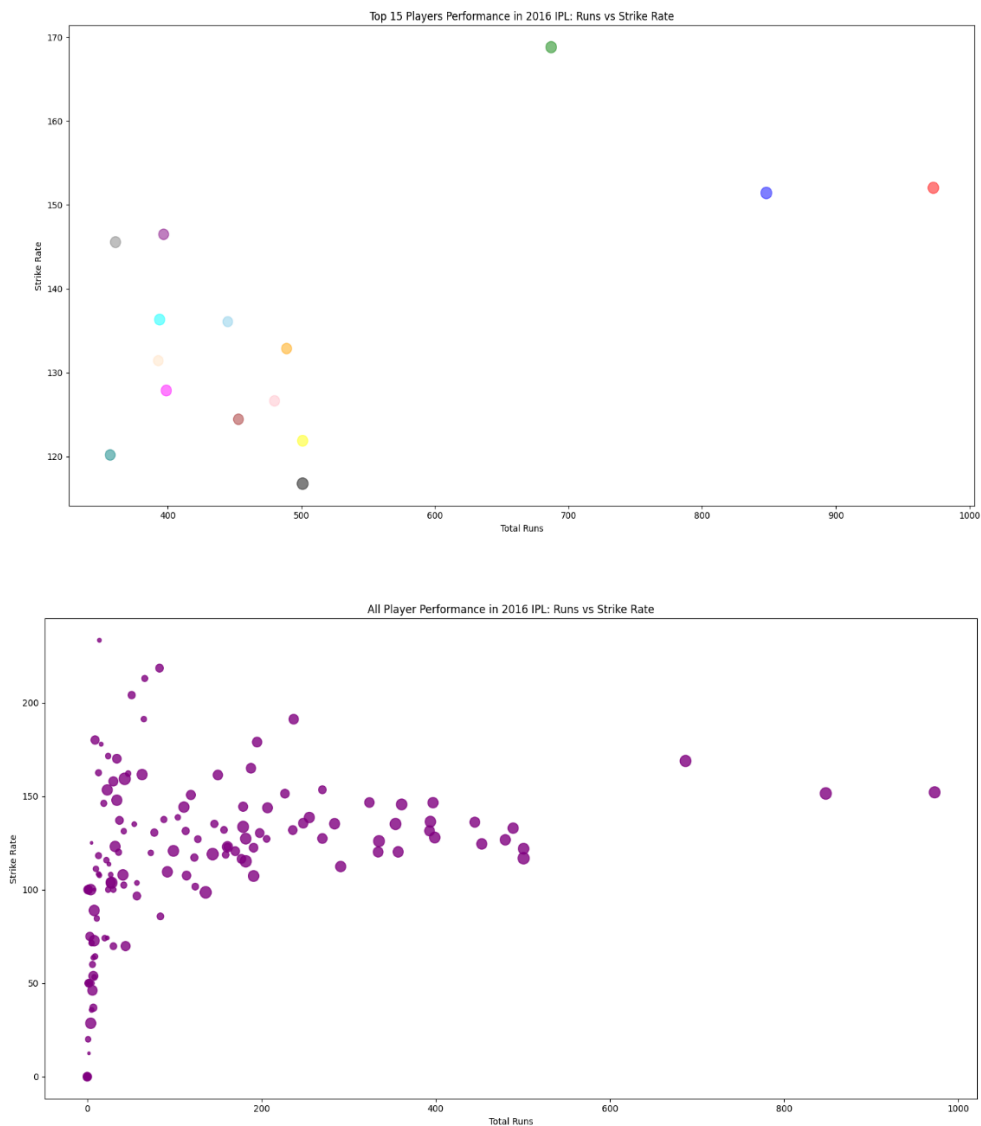 Top 15 Players Performance in 2016 IPL: Runs vs Strike Rate
170
160
150
140
130
120
Strike Rate
400 500 600 700 800 900 1000
Total Runs
All Player Performance in 2016 IPL: Runs vs Strike Rate
200
150
100
50
0
Strike Rate
0 200 400 600 800 1000
Total Runs